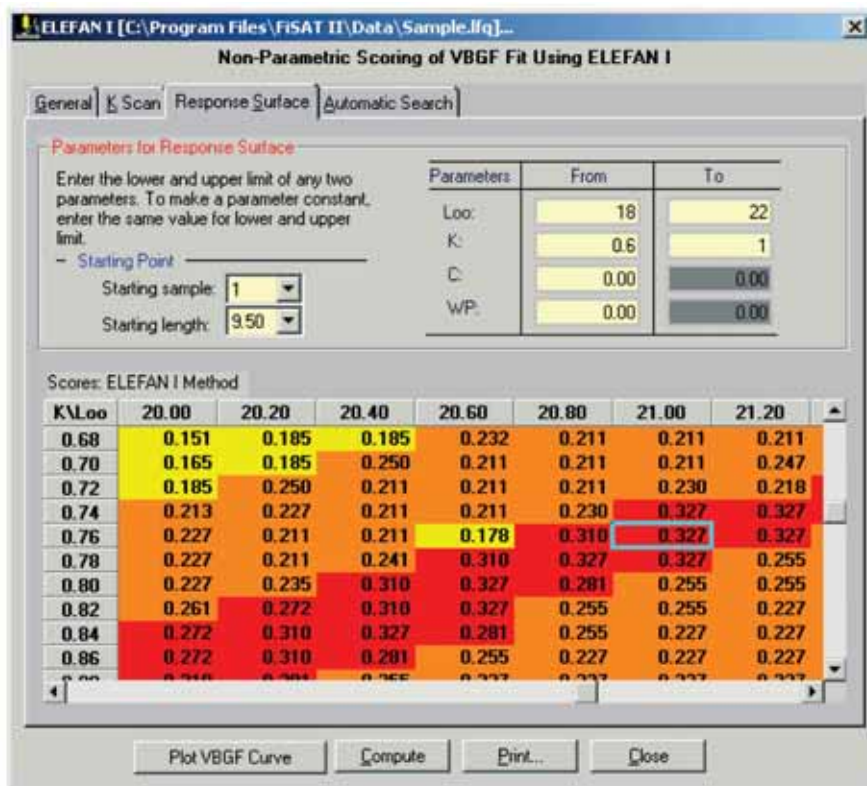 ELEFAN I [C:\Program Files\FiSAT II\Data\Sample.lfq]...
Non-Parametric Scoring of VBGF Fit Using ELEFAN I
General K Scan Response Surface Automatic Search
Parameters for Response Surface
Enter the lower and upper limit of any two
parameters. To make a parameter constant,
enter the same value for lower and upper
limit.
Starting Point
Starting sample: 1
Starting length: 9.50
Parameters From To
Loo: 18 22
K: 0.6 1
C: 0.00 0.00
WP: 0.00 0.00
Scores: ELEFAN I Method
K\Loo 20.00 20.20 20.40 20.60 20.80 21.00 21.20
0.68 0.151 0.185 0.185 0.232 0.211 0.211 0.211
0.70 0.165 0.185 0.250 0.211 0.211 0.211 0.247
0.72 0.185 0.250 0.211 0.211 0.211 0.230 0.218
0.74 0.213 0.227 0.211 0.211 0.230 0.327 0.327
0.76 0.227 0.211 0.211 0.178 0.310 0.327 0.327
0.78 0.227 0.211 0.241 0.310 0.327 0.327 0.255
0.80 0.227 0.235 0.310 0.327 0.281 0.255 0.255
0.82 0.261 0.272 0.310 0.327 0.255 0.255 0.227
0.84 0.272 0.310 0.327 0.281 0.255 0.227 0.227
0.86 0.272 0.310 0.281 0.255 0.227 0.227 0.227
Plot VBGF Curve Compute Print... Close